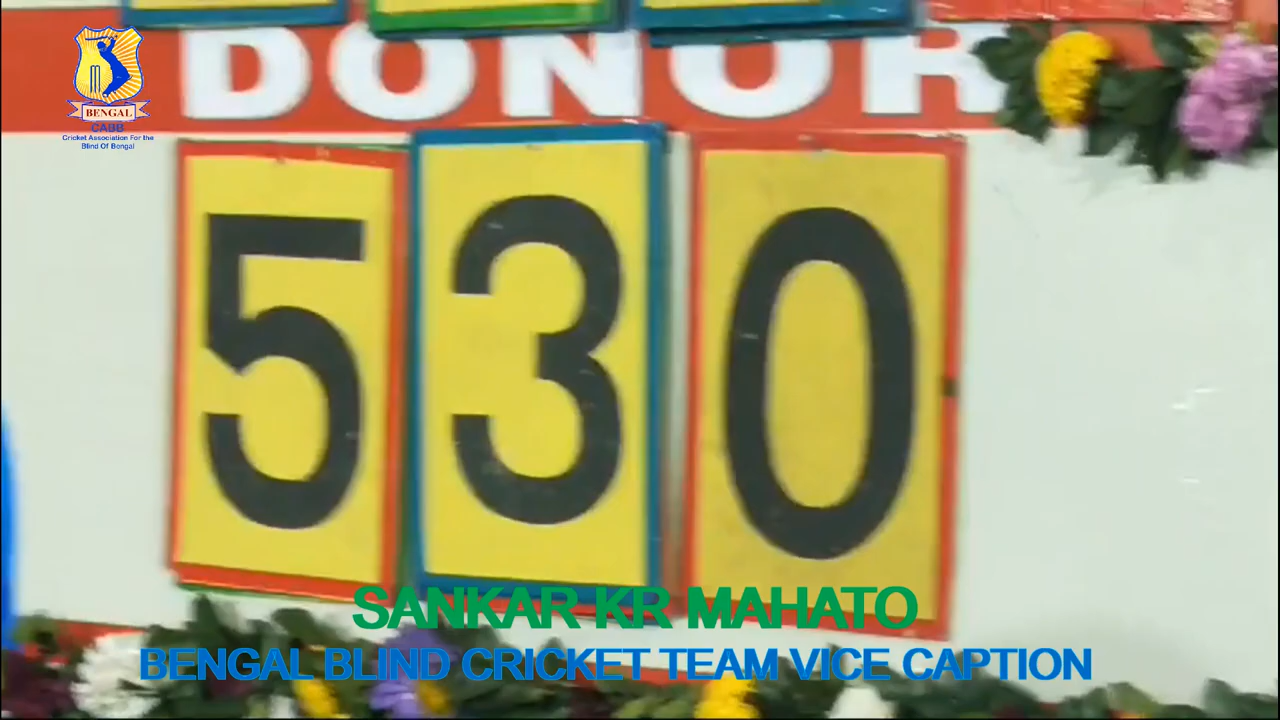 BENGAL
CABB
Cricket Association For the
Blind Of Bengal
DONOR
530
SANKAR KR MAHATO
BENGAL BLIND CRICKET TEAM VICE CAPTION